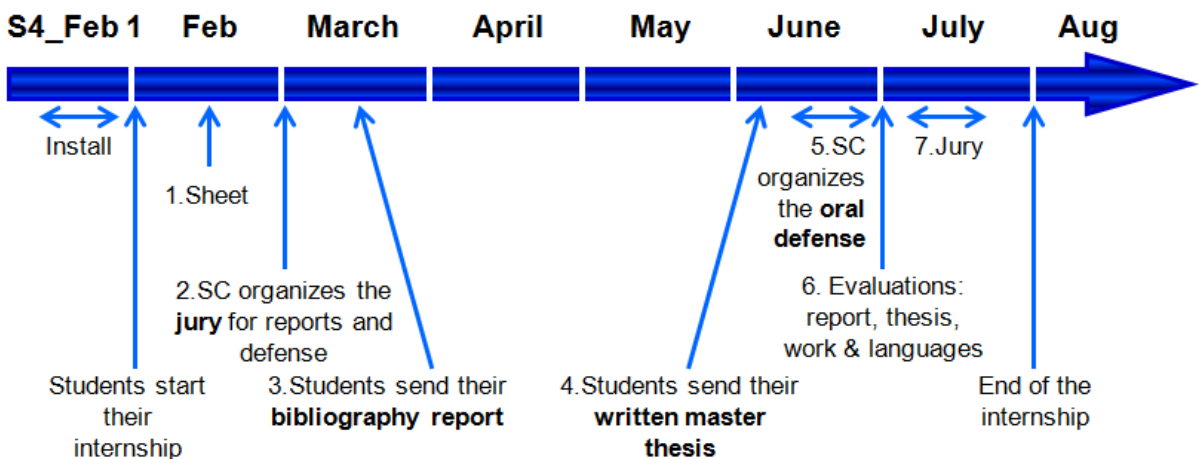 S4_Feb 1 Feb March April May June July Aug
Install
1.Sheet
2.SC organizes the
jury for reports and
defense
Students start
their
internship
3.Students send their
bibliography report
4.Students send their
written master
thesis
5.SC
organizes
the oral
defense
7.Jury
6. Evaluations:
report, thesis,
work & languages
End of the
internship